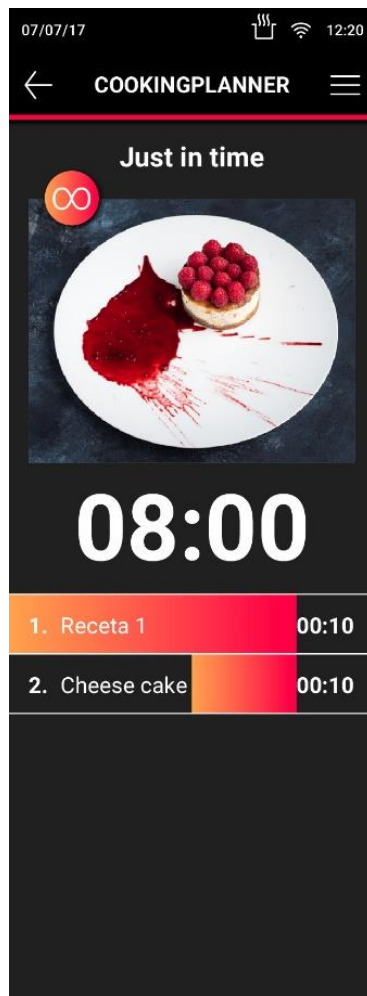 07/07/17 12:20
COOKINGPLANNER
Just in time
08:00
1. Receta 1 00:10
2. Cheese cake 00:10